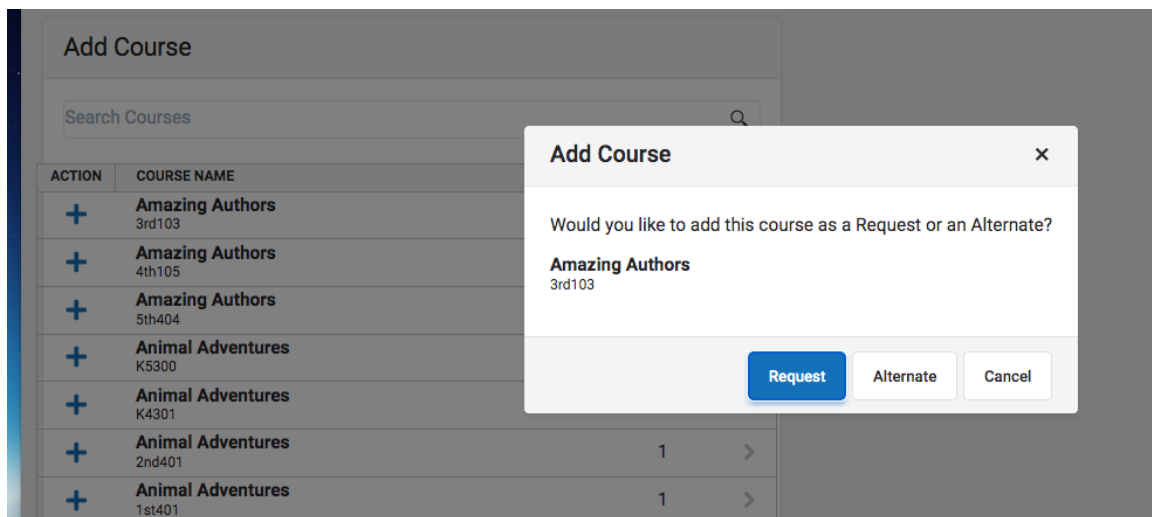 Add Course
Search Courses
ACTION COURSE NAME
Amazing Authors
3rd103
Amazing Authors
4th105
Amazing Authors
5th404
Animal Adventures
K5300
Animal Adventures
K4301
Animal Adventures 1
2nd401
Animal Adventures 1
1st401
Add Course ×
Would you like to add this course as a Request or an Alternate?
Amazing Authors
3rd103
Request Alternate Cancel